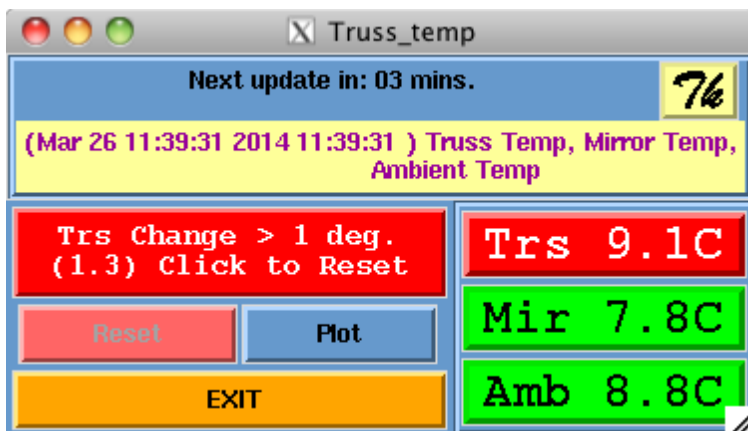 X Truss_temp
Next update in: 03 mins.
Tk
(Mar 26 11:39:31 2014 11:39:31 ) Truss Temp, Mirror Temp,
Ambient Temp
Trs Change > 1 deg.
(1.3) Click to Reset
Reset
Plot
EXIT
Trs 9.1C
Mir 7.8C
Amb 8.8C